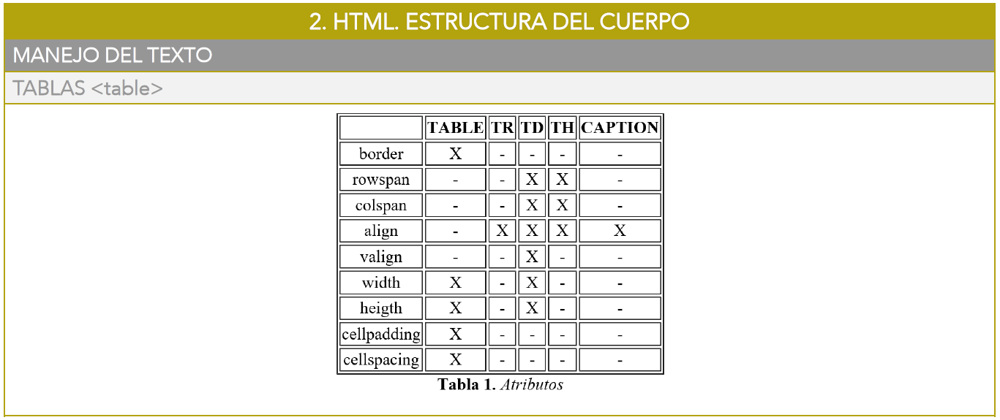 2. HTML. ESTRUCTURA DEL CUERPO
MANEJO DEL TEXTO
TABLAS <table>
TABLE TR TD TH CAPTION
border X - - - -
rowspan - - X X -
colspan - - X X -
align - X X X X
valign - - X - -
width X - X - -
heigth X - X - -
cellpadding X - - - -
cellspacing X - - - -
Tabla 1. Atributos